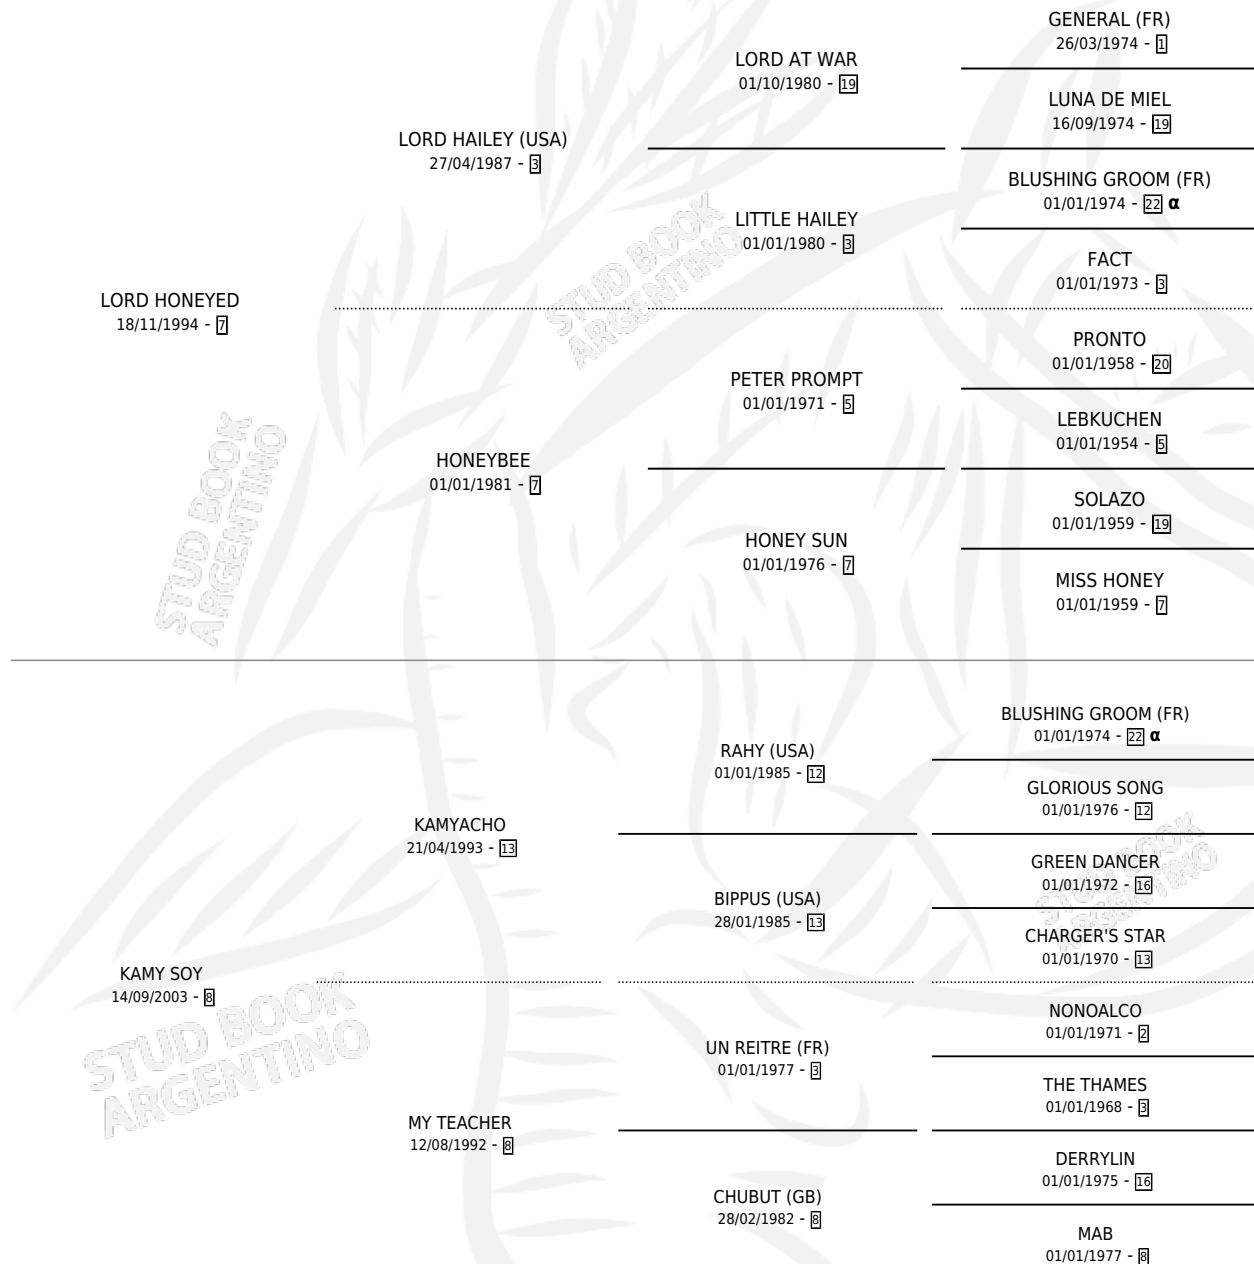 GENERAL (FR)
26/03/1974 - 1
LORD AT WAR
01/10/1980 - 19
LUNA DE MIEL
16/09/1974 - 19
LORD HAILEY (USA)
27/04/1987 - 3
BLUSHING GROOM (FR)
01/01/1974 - 22 α
LITTLE HAILEY
01/01/1980 - 3
FACT
01/01/1973 - 3
LORD HONEYED
18/11/1994 - 7
PRONTO
01/01/1958 - 20
PETER PROMPT
01/01/1971 - 5
LEBKUCHEN
01/01/1954 - 5
HONEYBEE
01/01/1981 - 7
SOLAZO
01/01/1959 - 19
HONEY SUN
01/01/1976 - 7
MISS HONEY
01/01/1959 - 7
BLUSHING GROOM (FR)
01/01/1974 - 22 α
RAHY (USA)
01/01/1985 - 12
GLORIOUS SONG
01/01/1976 - 12
KAMYACHO
21/04/1993 - 13
GREEN DANCER
01/01/1972 - 16
BIPPUS (USA)
28/01/1985 - 13
CHARGER'S STAR
01/01/1970 - 13
KAMY SOY
14/09/2003 - 8
NONOALCO
01/01/1971 - 2
UN REITRE (FR)
01/01/1977 - 3
THE THAMES
01/01/1968 - 3
MY TEACHER
12/08/1992 - 8
DERRYLIN
01/01/1975 - 16
CHUBUT (GB)
28/02/1982 - 8
MAB
01/01/1977 - 8
STUD BOOK
ARGENTINO
STUD BOOK
ARGENTINO
STUD BOOK
ARGENTINO
STUD BOOK
ARGENTINO